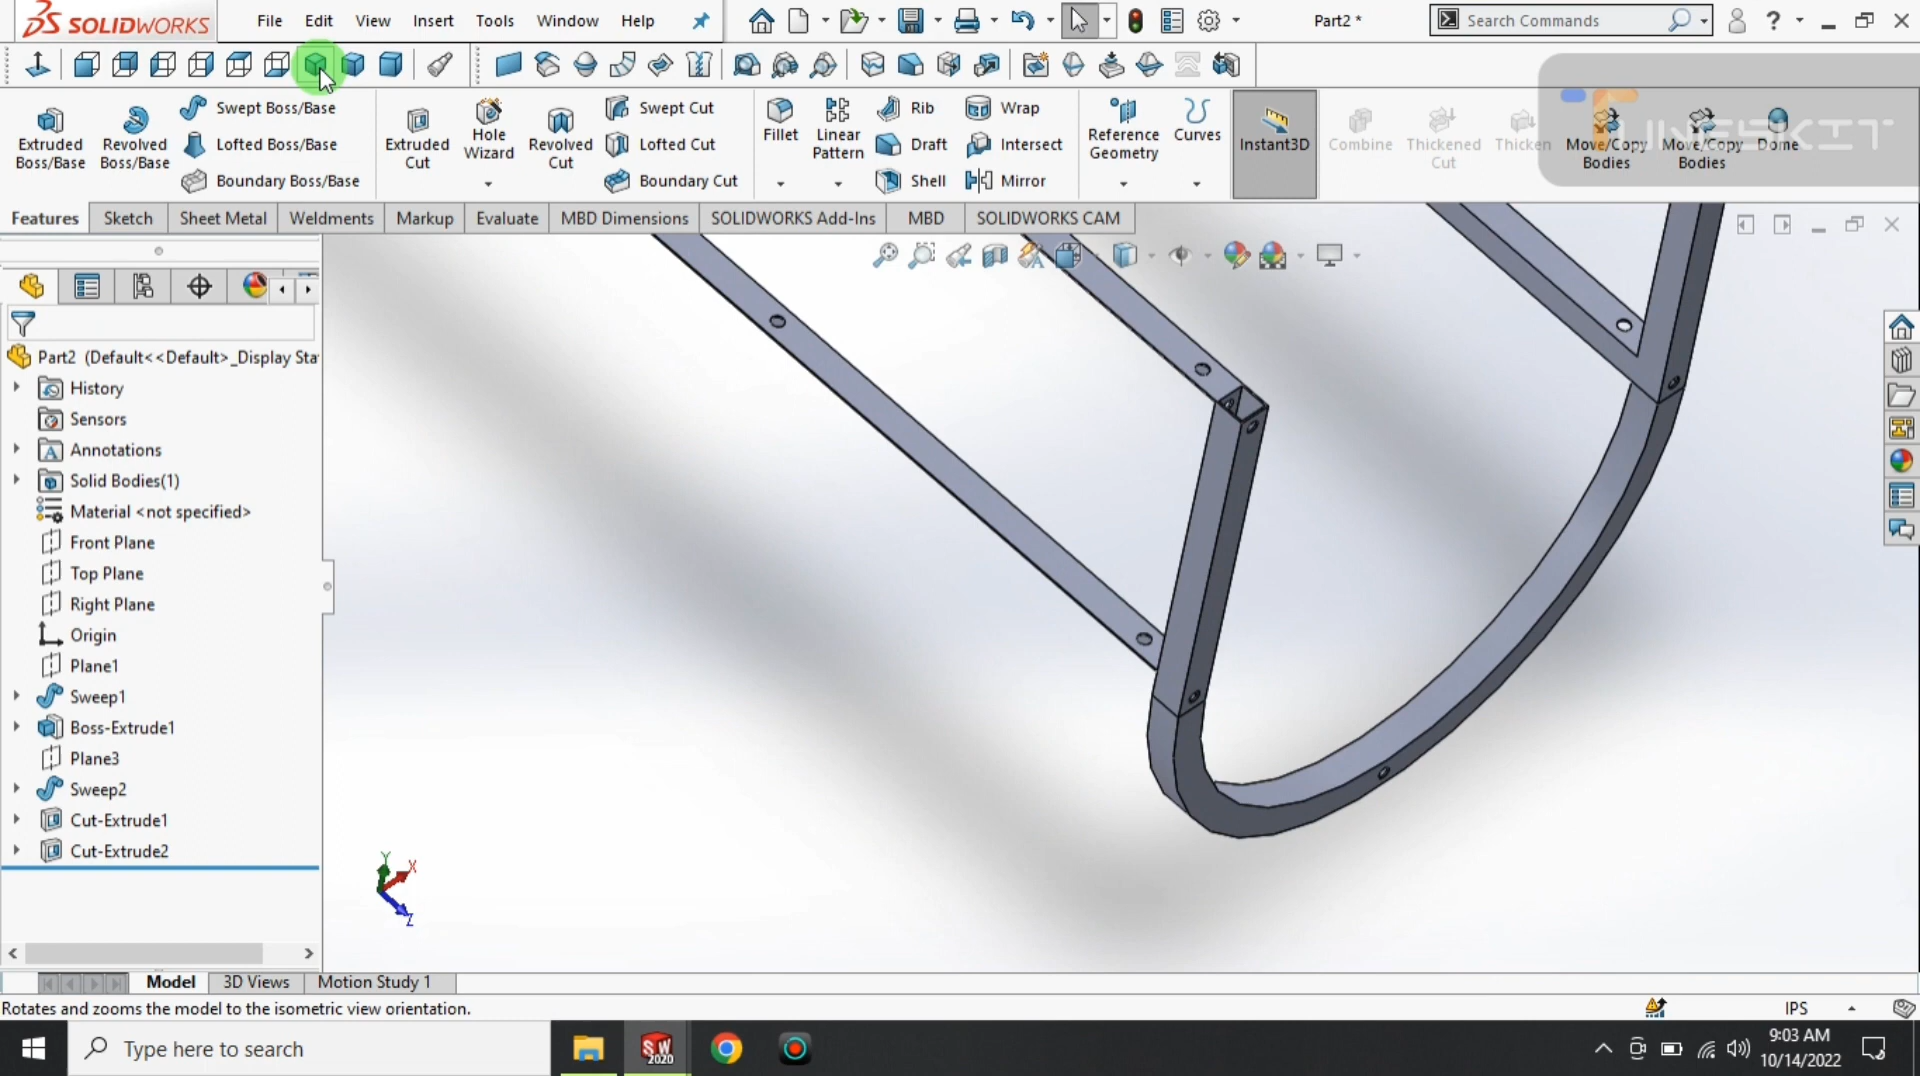 SOLIDWORKS File Edit View Insert Tools Window Help Part2 * Search Commands ?
Extruded Boss/Base
Revolved Boss/Base
Swept Boss/Base
Lofted Boss/Base
Boundary Boss/Base
Extruded Cut
Hole Wizard
Revolved Cut
Swept Cut
Lofted Cut
Boundary Cut
Fillet
Linear Pattern
Rib
Draft
Shell
Wrap
Intersect
Mirror
Reference Geometry
Curves
Instant3D
Combine
Thickened Cut
Thicken
Move/Copy Bodies
Move/Copy Bodies
Dome
Features Sketch Sheet Metal Weldments Markup Evaluate MBD Dimensions SOLIDWORKS Add-Ins MBD SOLIDWORKS CAM
Part2 (Default<<Default>_Display Sta
History
Sensors
Annotations
Solid Bodies(1)
Material <not specified>
Front Plane
Top Plane
Right Plane
Origin
Plane1
Sweep1
Boss-Extrude1
Plane3
Sweep2
Cut-Extrude1
Cut-Extrude2
Y
X
Z
Model 3D Views Motion Study 1
Rotates and zooms the model to the isometric view orientation. IPS
Type here to search
SW 2020
9:03 AM
10/14/2022